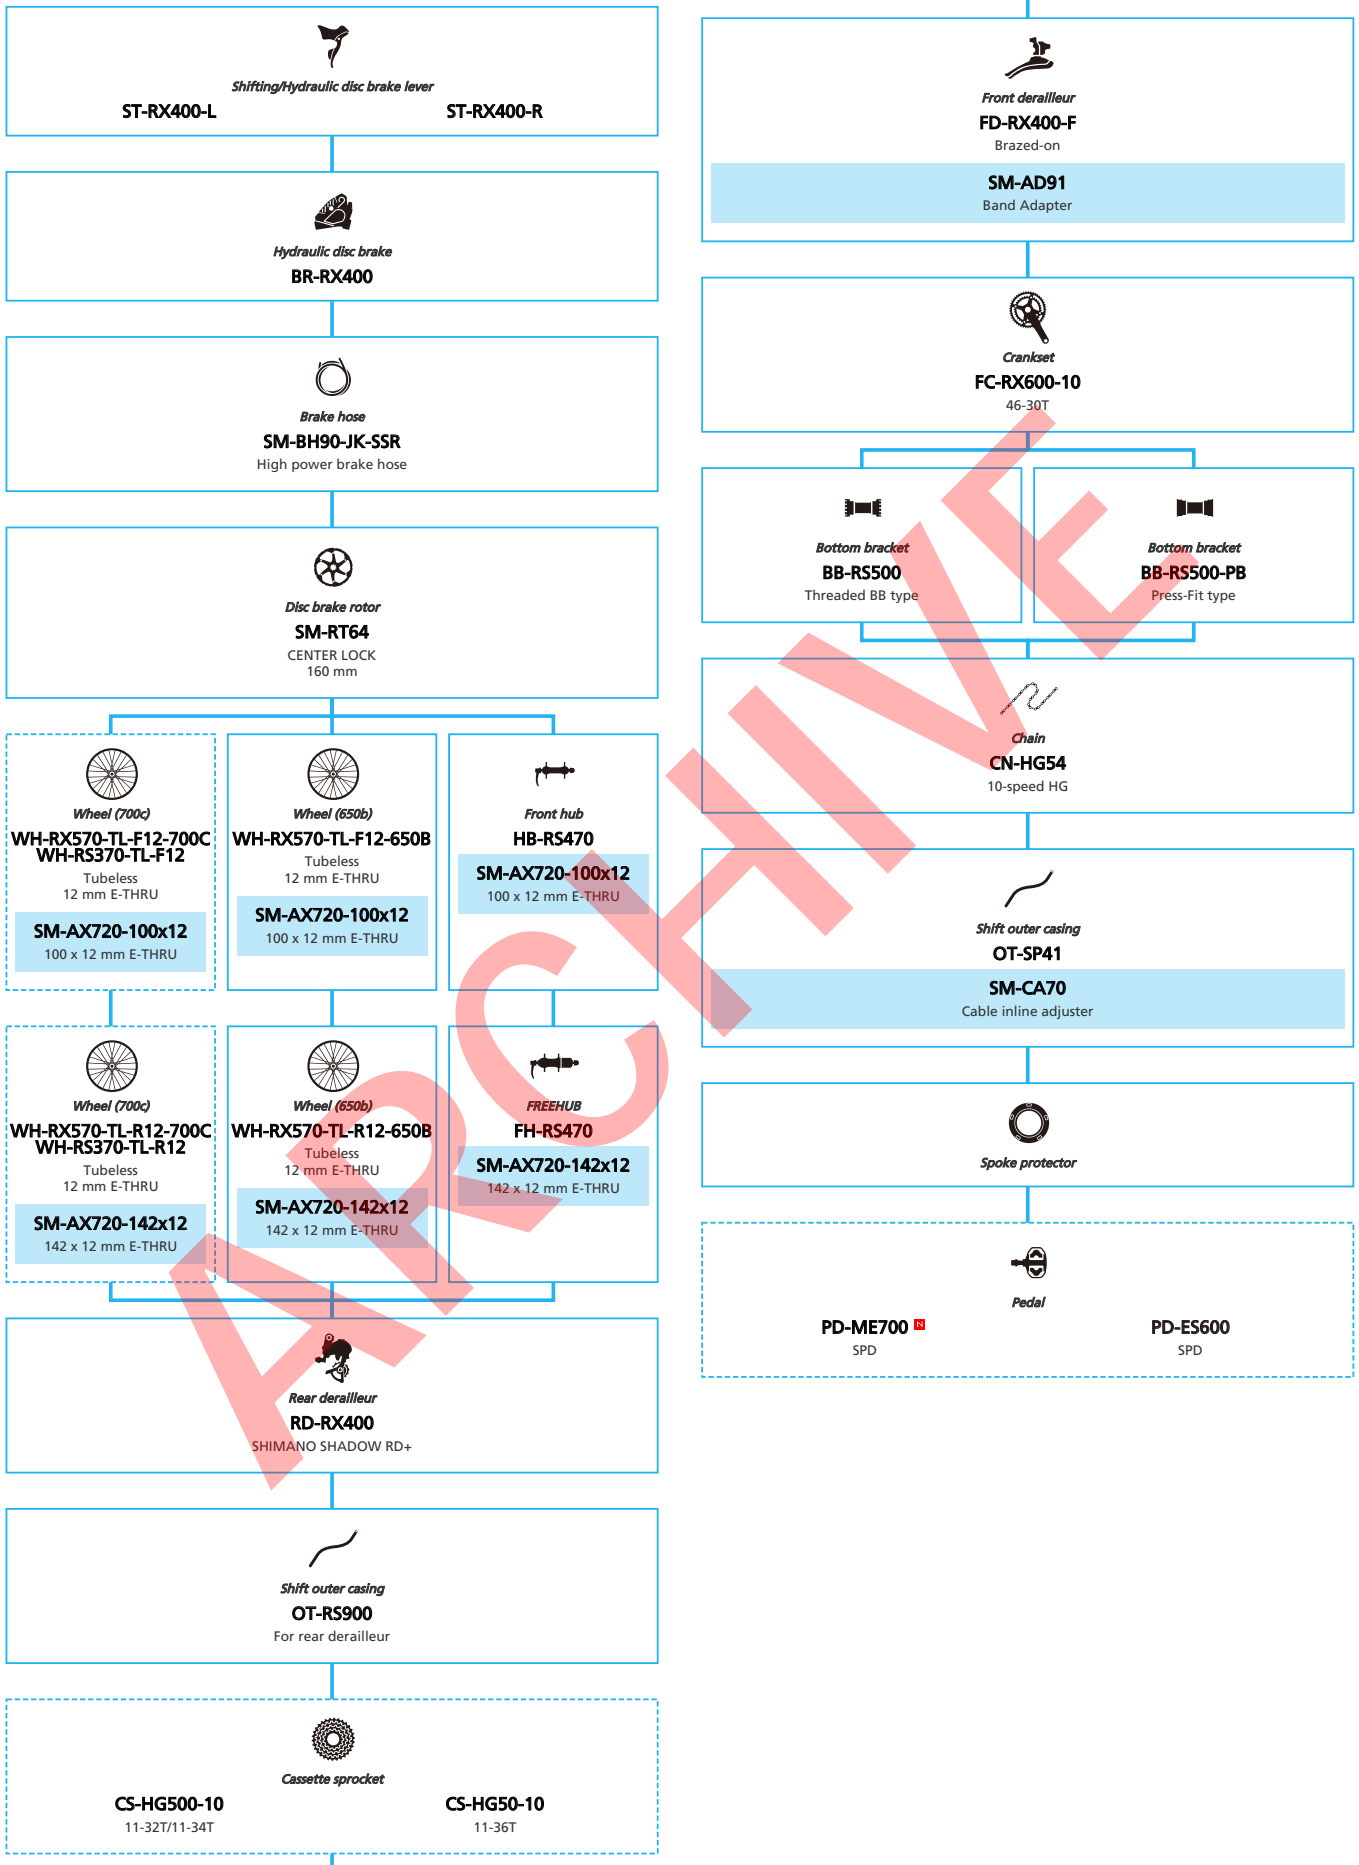 Shifting/Hydraulic disc brake lever
ST-RX400-L
ST-RX400-R
Hydraulic disc brake
BR-RX400
Brake hose
SM-BH90-JK-SSR
High power brake hose
Disc brake rotor
SM-RT64
CENTER LOCK
160 mm
Wheel (700c)
WH-RX570-TL-F12-700C
WH-RS370-TL-F12
Tubeless
12 mm E-THRU
SM-AX720-100x12
100 x 12 mm E-THRU
Wheel (650b)
WH-RX570-TL-F12-650B
Tubeless
12 mm E-THRU
SM-AX720-100x12
100 x 12 mm E-THRU
Front hub
HB-RS470
SM-AX720-100x12
100 x 12 mm E-THRU
Wheel (700c)
WH-RX570-TL-R12-700C
WH-RS370-TL-R12
Tubeless
12 mm E-THRU
SM-AX720-142x12
142 x 12 mm E-THRU
Wheel (650b)
WH-RX570-TL-R12-650B
Tubeless
12 mm E-THRU
SM-AX720-142x12
142 x 12 mm E-THRU
FREEHUB
FH-RS470
SM-AX720-142x12
142 x 12 mm E-THRU
Rear derailleur
RD-RX400
SHIMANO SHADOW RD+
Shift outer casing
OT-RS900
For rear derailleur
Cassette sprocket
CS-HG500-10
11-32T/11-34T
CS-HG50-10
11-36T
Front derailleur
FD-RX400-F
Brazed-on
SM-AD91
Band Adapter
Crankset
FC-RX600-10
46-30T
Bottom bracket
BB-RS500
Threaded BB type
Bottom bracket
BB-RS500-PB
Press-Fit type
Chain
CN-HG54
10-speed HG
Shift outer casing
OT-SP41
SM-CA70
Cable inline adjuster
Spoke protector
Pedal
PD-ME700 N
SPD
PD-ES600
SPD
ARCHIVE